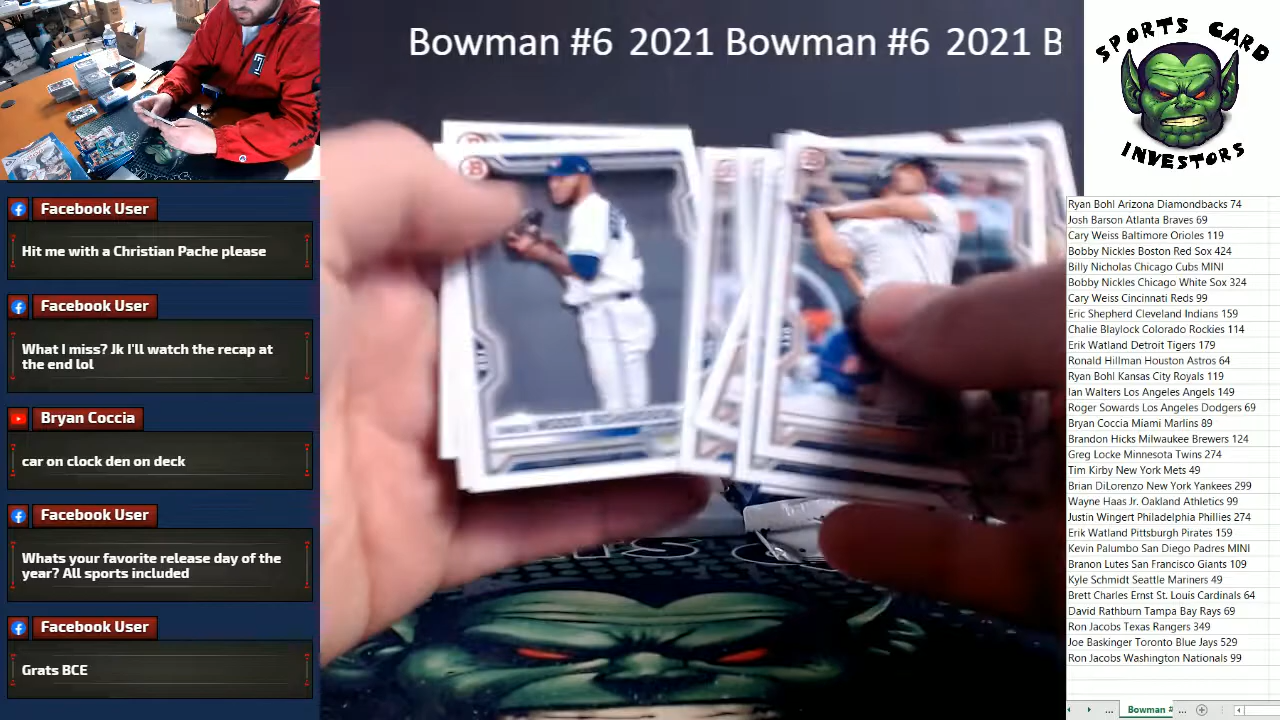 Bowman #6 2021 Bowman #6 2021 B
SPORTS CARD
INVESTORS
Facebook User
Hit me with a Christian Pache please
Facebook User
What I miss? Jk I'll watch the recap at
the end lol
Bryan Coccia
car on clock den on deck
Facebook User
Whats your favorite release day of the
year? All sports included
Facebook User
Grats BCE
Ryan Bohl Arizona Diamondbacks 74
Josh Barson Atlanta Braves 69
Cary Weiss Baltimore Orioles 119
Bobby Nickles Boston Red Sox 424
Billy Nicholas Chicago Cubs MINI
Bobby Nickles Chicago White Sox 324
Cary Weiss Cincinnati Reds 99
Eric Shepherd Cleveland Indians 159
Chalie Blaylock Colorado Rockies 114
Erik Watland Detroit Tigers 179
Ronald Hillman Houston Astros 64
Ryan Bohl Kansas City Royals 119
Ian Walters Los Angeles Angels 149
Roger Sowards Los Angeles Dodgers 69
Bryan Coccia Miami Marlins 89
Brandon Hicks Milwaukee Brewers 124
Greg Locke Minnesota Twins 274
Tim Kirby New York Mets 49
Brian DiLorenzo New York Yankees 299
Wayne Haas Jr. Oakland Athletics 99
Justin Wingert Philadelphia Phillies 274
Erik Watland Pittsburgh Pirates 159
Kevin Palumbo San Diego Padres MINI
Branon Lutes San Francisco Giants 109
Kyle Schmidt Seattle Mariners 49
Brett Charles Ernst St. Louis Cardinals 64
David Rathburn Tampa Bay Rays 69
Ron Jacobs Texas Rangers 349
Joe Baskinger Toronto Blue Jays 529
Ron Jacobs Washington Nationals 99
... Bowman # ...